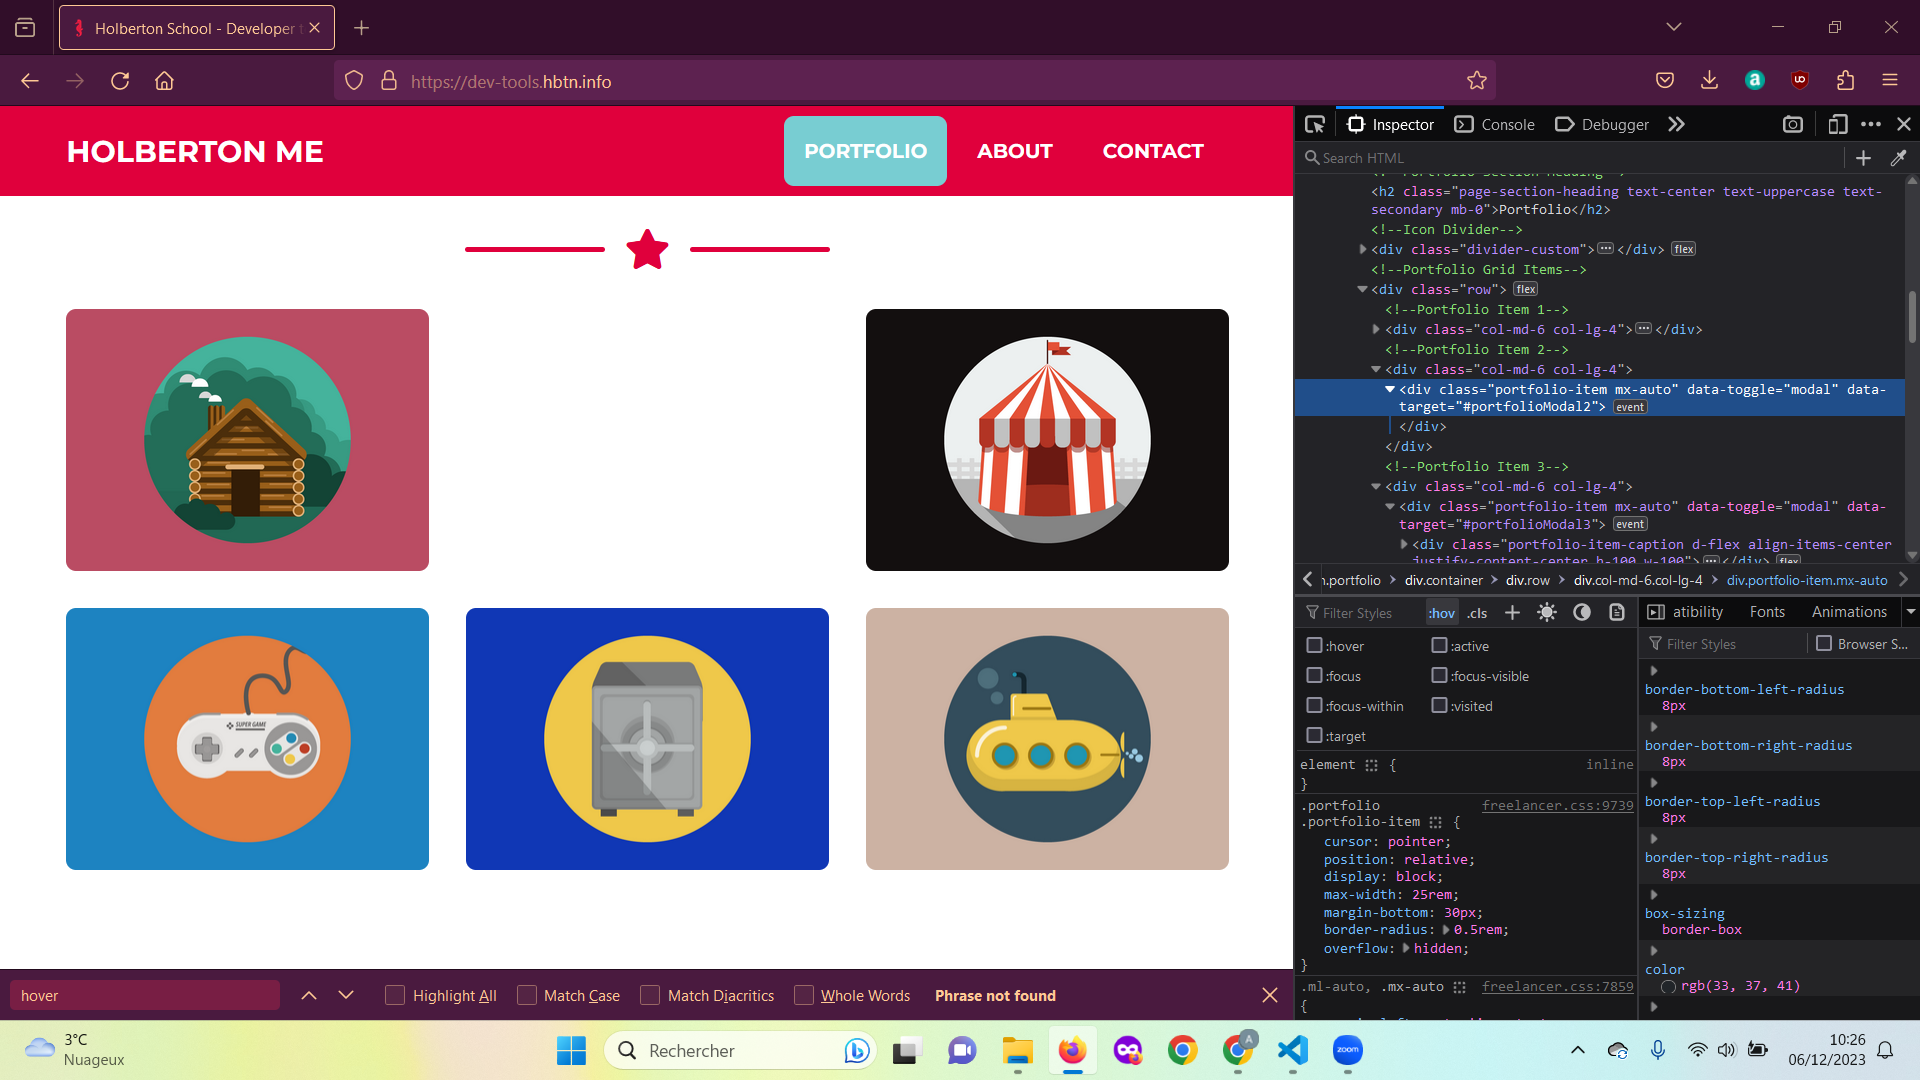 Holberton School - Developer t
https://dev-tools.hbtn.info
HOLBERTON ME
PORTFOLIO
ABOUT
CONTACT
SUPER GAME
hover
Highlight All
Match Case
Match Diacritics
Whole Words
Phrase not found
Inspector
Console
Debugger
Search HTML
<h2 class="page-section-heading text-center text-uppercase text-
secondary mb-0">Portfolio</h2>
<!--Icon Divider-->
<div class="divider-custom"></div> flex
<!--Portfolio Grid Items-->
<div class="row"> flex
<!--Portfolio Item 1-->
<div class="col-md-6 col-lg-4"></div>
<!--Portfolio Item 2-->
<div class="col-md-6 col-lg-4">
<div class="portfolio-item mx-auto" data-toggle="modal" data-
target="#portfolioModal2"> event
</div>
</div>
<!--Portfolio Item 3-->
<div class="col-md-6 col-lg-4">
<div class="portfolio-item mx-auto" data-toggle="modal" data-
target="#portfolioModal3"> event
<div class="portfolio-item-caption d-flex align-items-center
justify-content-center h-100 w-100"></div> flex
n.portfolio > div.container > div.row > div.col-md-6.col-lg-4 > div.portfolio-item.mx-auto
Filter Styles
:hov
.cls
:hover
:active
:focus
:focus-visible
:focus-within
:visited
:target
element {
inline
}
.portfolio
freelancer.css:9739
.portfolio-item {
cursor: pointer;
position: relative;
display: block;
max-width: 25rem;
margin-bottom: 30px;
border-radius: 0.5rem;
overflow: hidden;
}
.ml-auto, .mx-auto
freelancer.css:7859
{
atibility
Fonts
Animations
Filter Styles
Browser S...
border-bottom-left-radius
8px
border-bottom-right-radius
8px
border-top-left-radius
8px
border-top-right-radius
8px
box-sizing
border-box
color
rgb(33, 37, 41)
3°C
Nuageux
Rechercher
A
zoom
10:26
06/12/2023